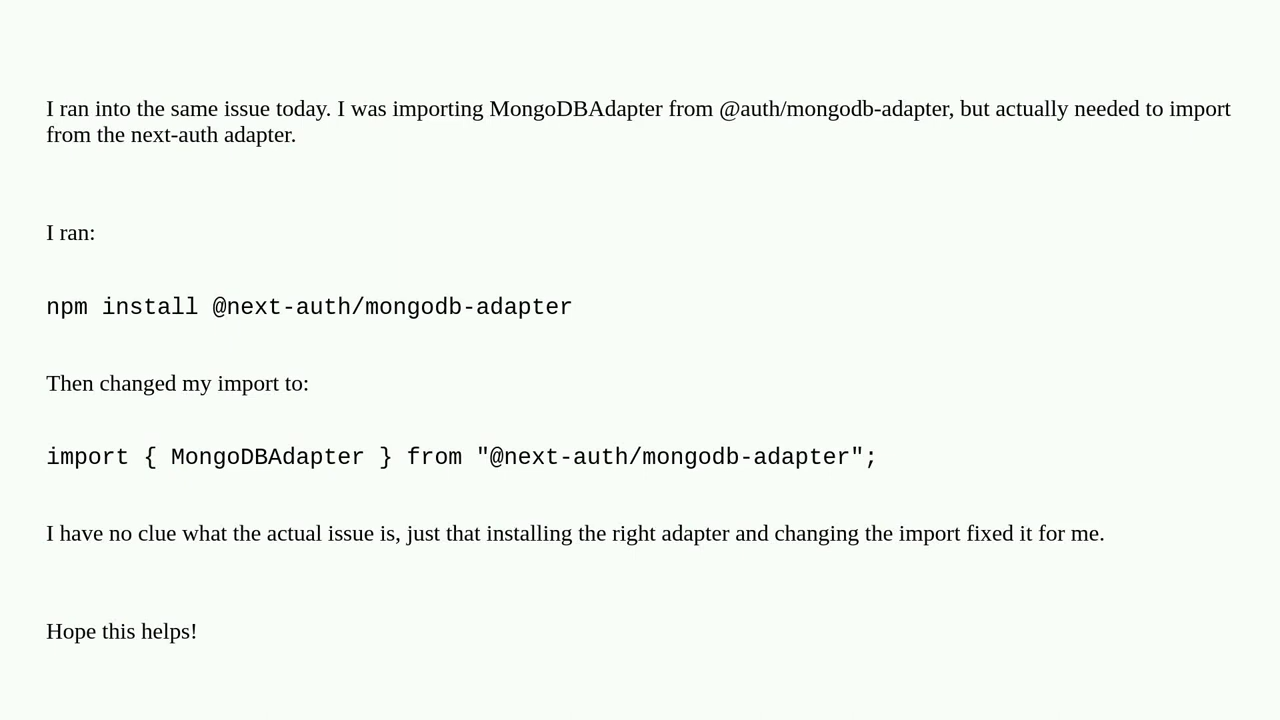 I ran into the same issue today. I was importing MongoDBAdapter from @auth/mongodb-adapter, but actually needed to import
from the next-auth adapter.
I ran:
npm install @next-auth/mongodb-adapter
Then changed my import to:
import { MongoDBAdapter } from "@next-auth/mongodb-adapter";
I have no clue what the actual issue is, just that installing the right adapter and changing the import fixed it for me.
Hope this helps!